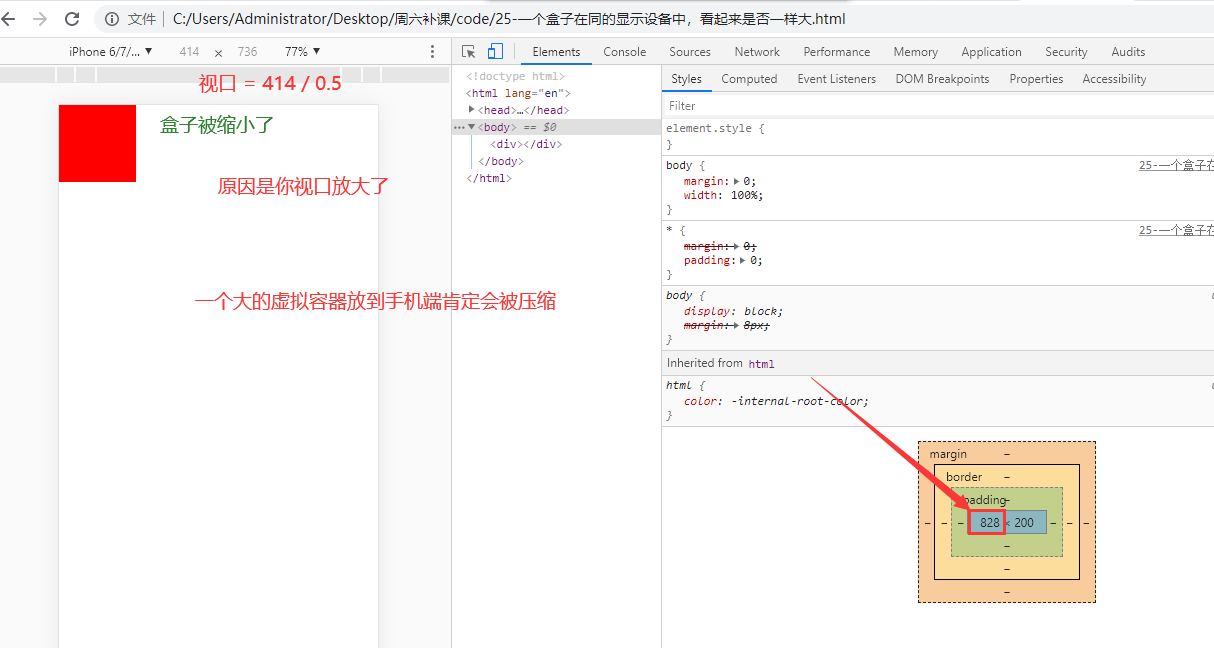 文件 C:/Users/Administrator/Desktop/周六补课/code/25-一个盒子在同的显示设备中，看起来是否一样大.html
iPhone 6/7/... ▼ 414 × 736 77% ▼
Elements Console Sources Network Performance Memory Application Security Audits
视口 = 414 / 0.5
盒子被缩小了
原因是你视口放大了
一个大的虚拟容器放到手机端肯定会被压缩
<!doctype html>
<html lang="en">
<head>…</head>
<body> == $0
<div></div>
</body>
</html>
Styles Computed Event Listeners DOM Breakpoints Properties Accessibility
Filter
element.style {
}
body { 25-一个盒子在
margin: 0;
width: 100%;
}
* { 25-一个盒子在
margin: 0;
padding: 0;
}
body {
display: block;
margin: 8px;
}
Inherited from html
html {
color: -internal-root-color;
}
margin –
border –
padding –
– – – 828 × 200 – – –
–
–
–